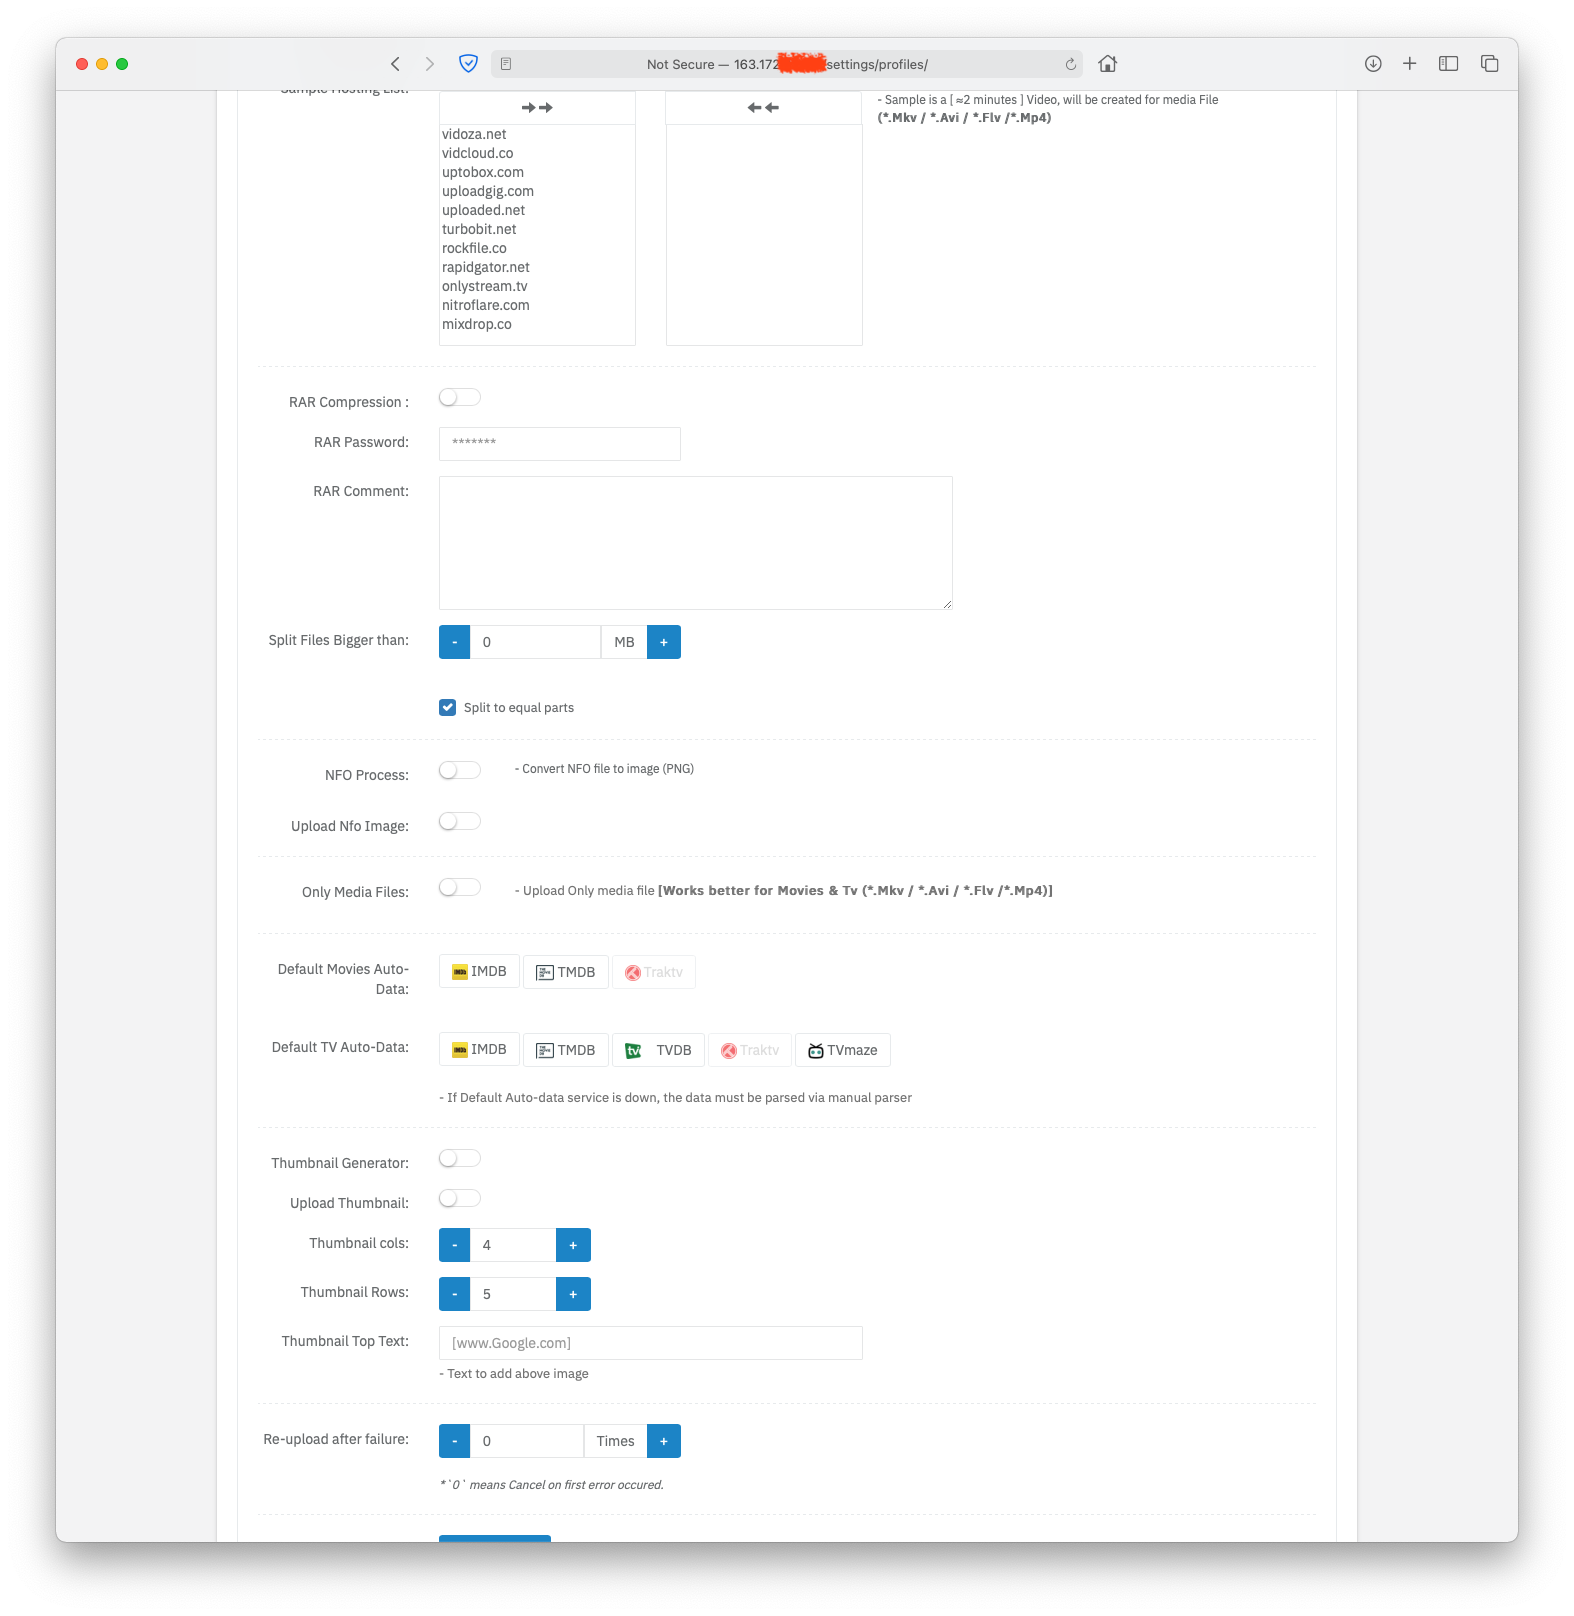 Not Secure — 163.172
settings/profiles/
Sample Hosting List:
- Sample is a [ ≈2 minutes ] Video, will be created for media File
(*.Mkv / *.Avi / *.Flv /*.Mp4)
vidoza.net
vidcloud.co
uptobox.com
uploadgig.com
uploaded.net
turbobit.net
rockfile.co
rapidgator.net
onlystream.tv
nitroflare.com
mixdrop.co
RAR Compression :
RAR Password:
*******
RAR Comment:
Split Files Bigger than:
- 0 MB +
Split to equal parts
NFO Process:
- Convert NFO file to image (PNG)
Upload Nfo Image:
Only Media Files:
- Upload Only media file [Works better for Movies & Tv (*.Mkv / *.Avi / *.Flv /*.Mp4)]
Default Movies Auto-
Data:
IMDB TMDB Traktv
Default TV Auto-Data:
IMDB TMDB TVDB Traktv TVmaze
- If Default Auto-data service is down, the data must be parsed via manual parser
Thumbnail Generator:
Upload Thumbnail:
Thumbnail cols:
- 4 +
Thumbnail Rows:
- 5 +
Thumbnail Top Text:
[www.Google.com]
- Text to add above image
Re-upload after failure:
- 0 Times +
* `0` means Cancel on first error occured.